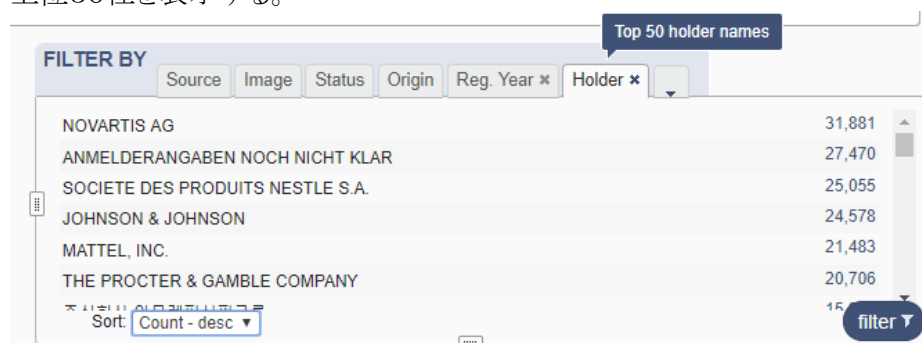 Top 50 holder names
FILTER BY
Source Image Status Origin Reg. Year × Holder ×
NOVARTIS AG 31,881
ANMELDERANGABEN NOCH NICHT KLAR 27,470
SOCIETE DES PRODUITS NESTLE S.A. 25,055
JOHNSON & JOHNSON 24,578
MATTEL, INC. 21,483
THE PROCTER & GAMBLE COMPANY 20,706
Sort: Count - desc
filter